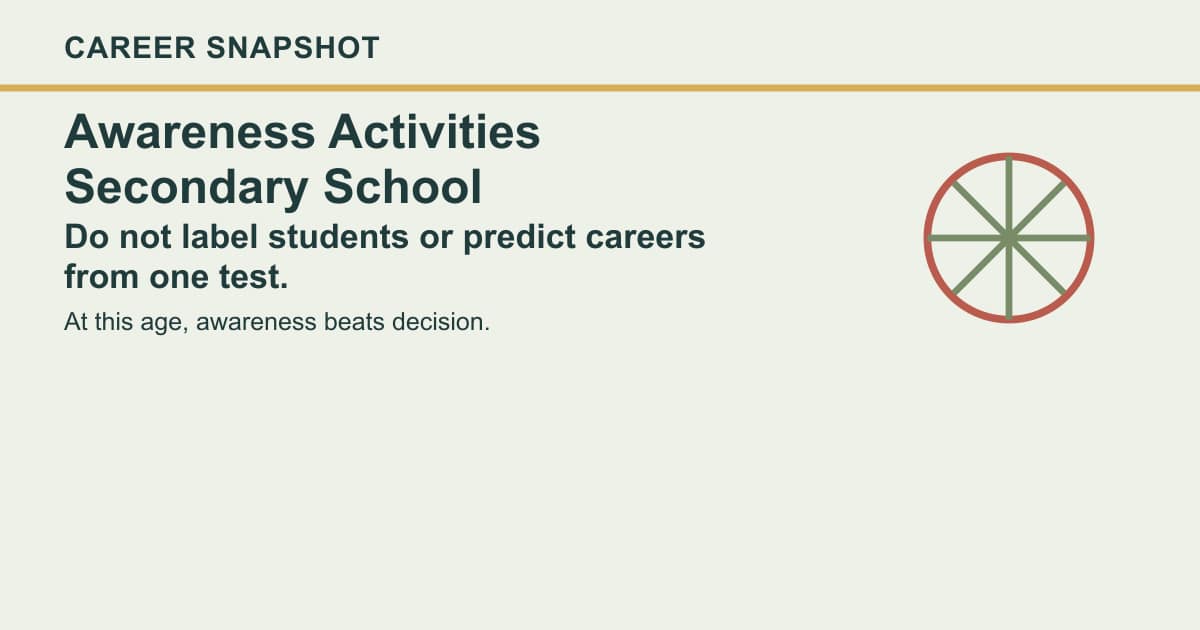 CAREER SNAPSHOT
Awareness Activities
Secondary School
Do not label students or predict careers
from one test.
At this age, awareness beats decision.